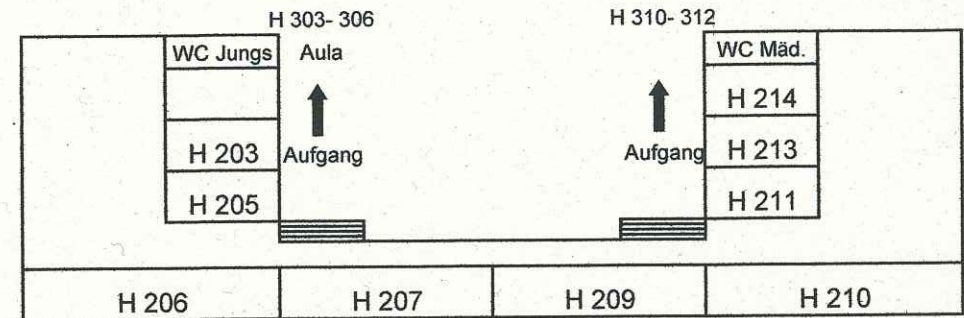 H 303- 306
H 310- 312
WC Jungs
Aula
WC Mäd.
H 214
H 203
Aufgang
Aufgang
H 213
H 205
H 211
H 206
H 207
H 209
H 210